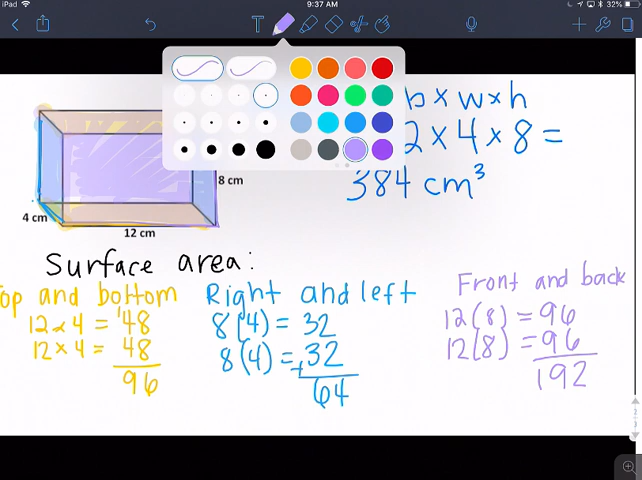 iPad
9:37 AM
32%
T
b x w x h
2 x 4 x 8 =
384 cm³
8 cm
4 cm
12 cm
Surface area:
op and bottom
12 x 4 = 48
12 x 4 = 48
96
Right and left
8(4) = 32
8(4) = +32
64
Front and back
12(8) = 96
12(8) = 96
192